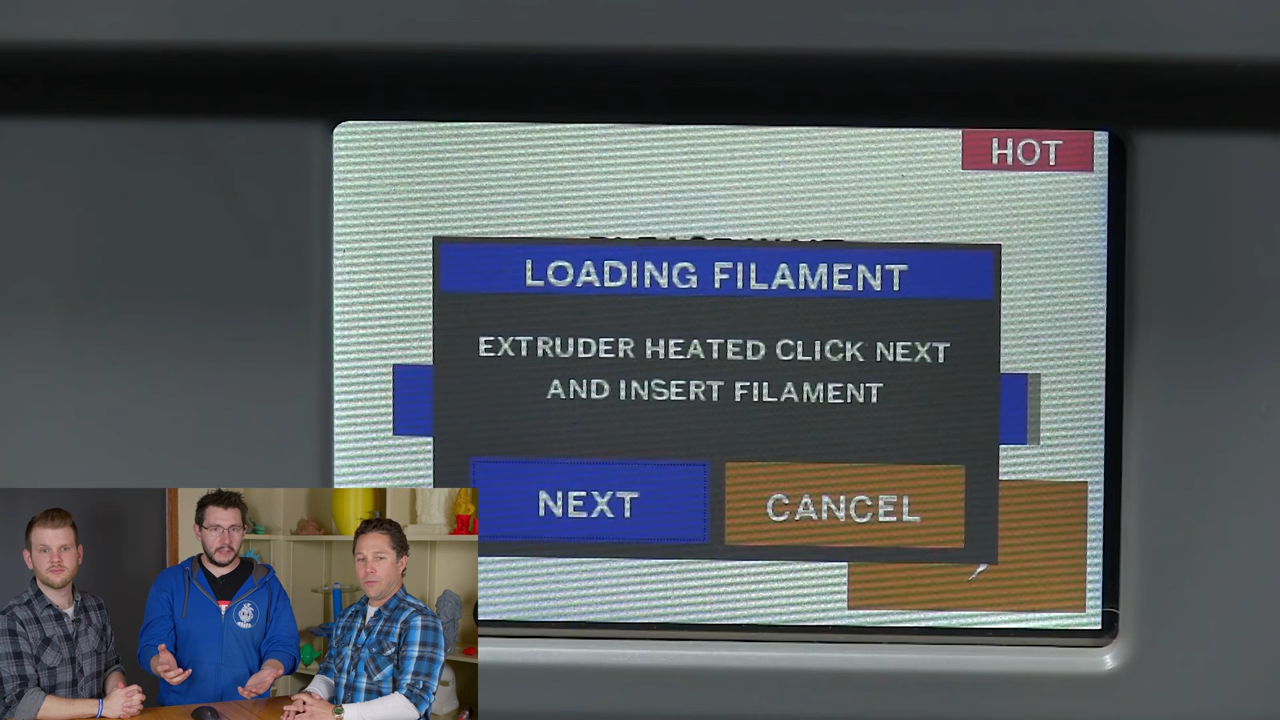 HOT
LOADING FILAMENT
EXTRUDER HEATED CLICK NEXT
AND INSERT FILAMENT
NEXT
CANCEL